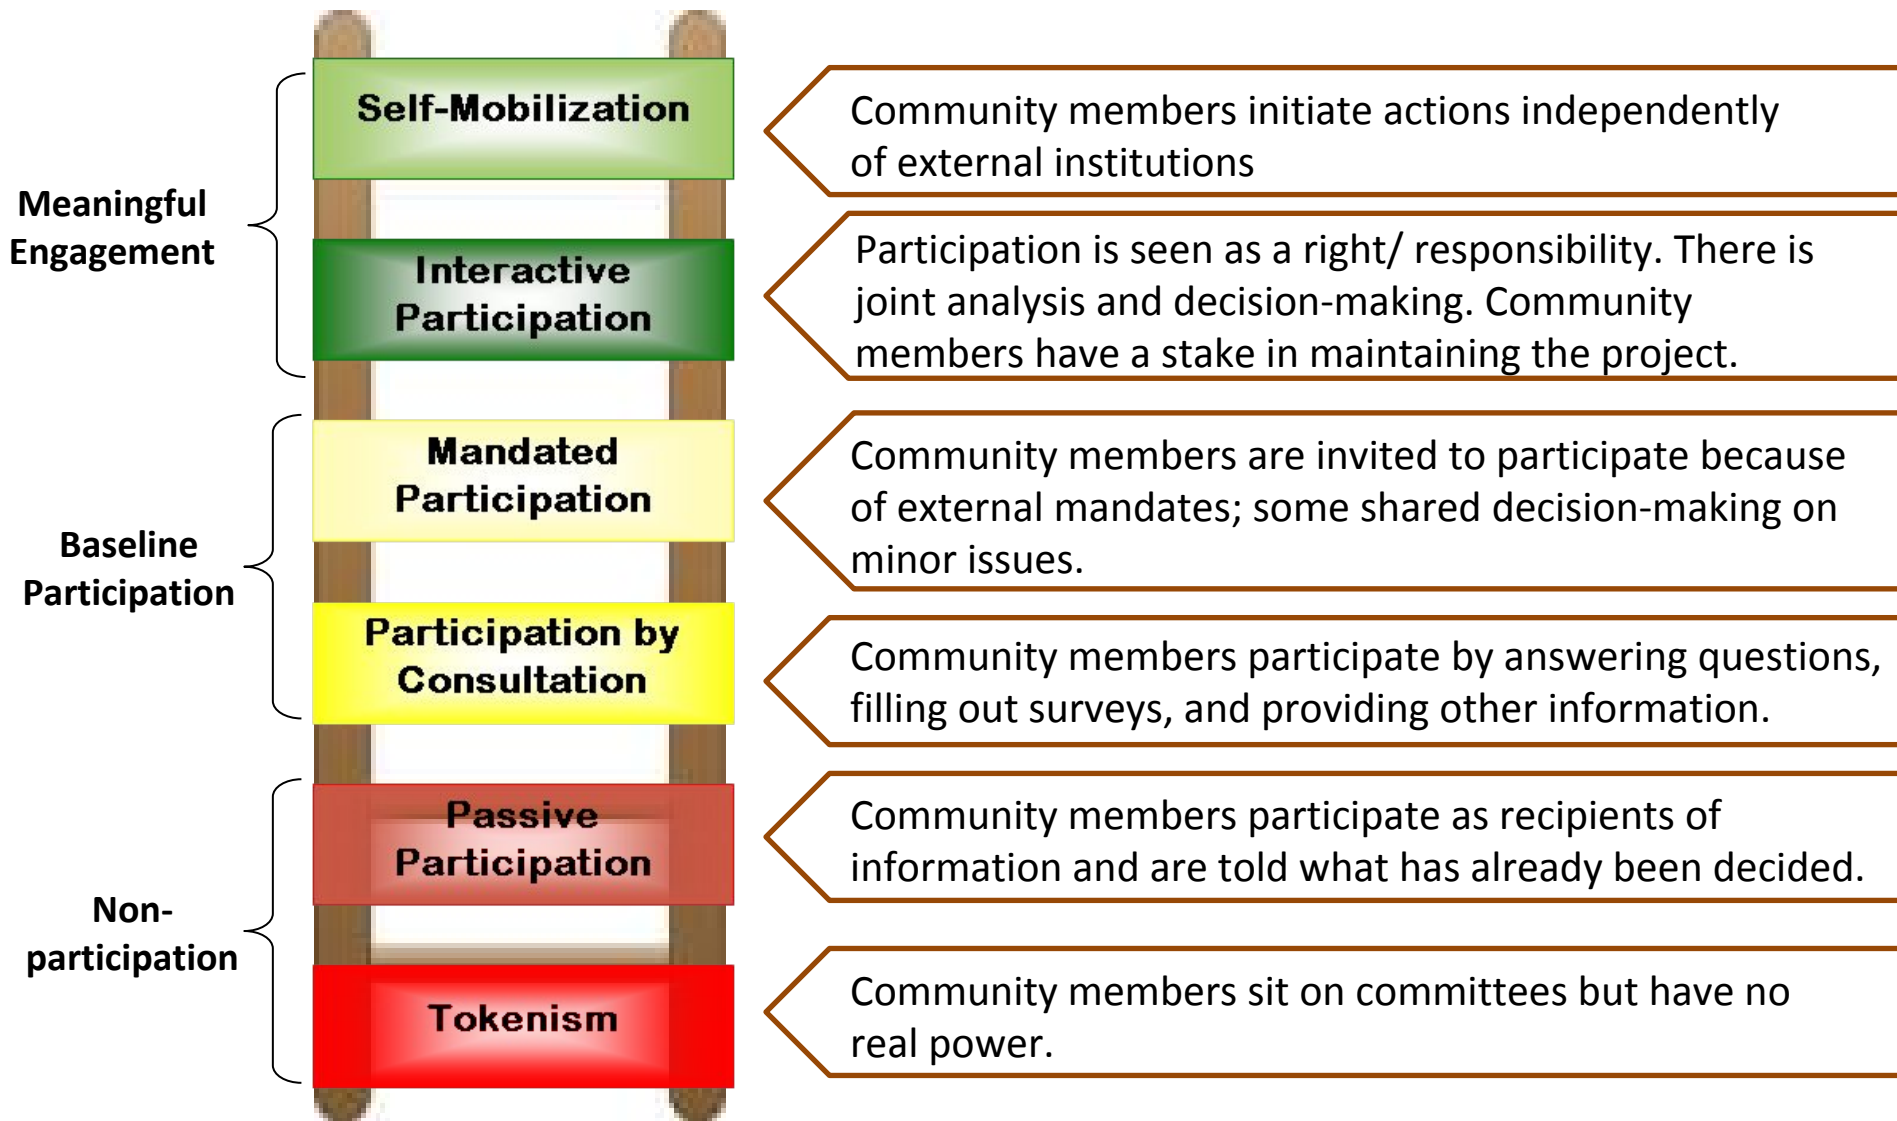 Self-Mobilization
Community members initiate actions independently
of external institutions
Meaningful
Engagement
Interactive
Participation
Participation is seen as a right/ responsibility. There is
joint analysis and decision-making. Community
members have a stake in maintaining the project.
Mandated
Participation
Community members are invited to participate because
of external mandates; some shared decision-making on
minor issues.
Baseline
Participation
Participation by
Consultation
Community members participate by answering questions,
filling out surveys, and providing other information.
Passive
Participation
Community members participate as recipients of
information and are told what has already been decided.
Non-
participation
Tokenism
Community members sit on committees but have no
real power.